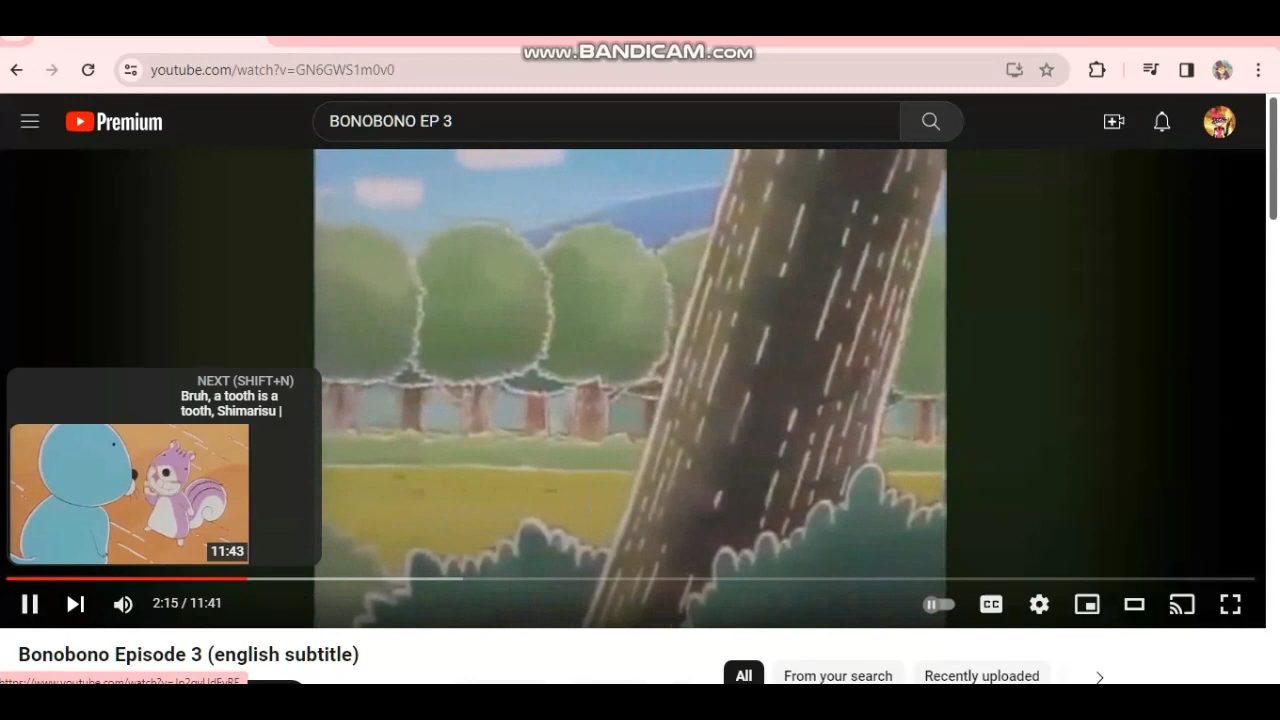 www.BANDICAM.com
youtube.com/watch?v=GN6GWS1m0v0
Premium
BONOBONO EP 3
NEXT (SHIFT+N)
Bruh, a tooth is a
tooth, Shimarisu |
11:43
2:15 / 11:41
CC
Bonobono Episode 3 (english subtitle)
All
From your search
Recently uploaded